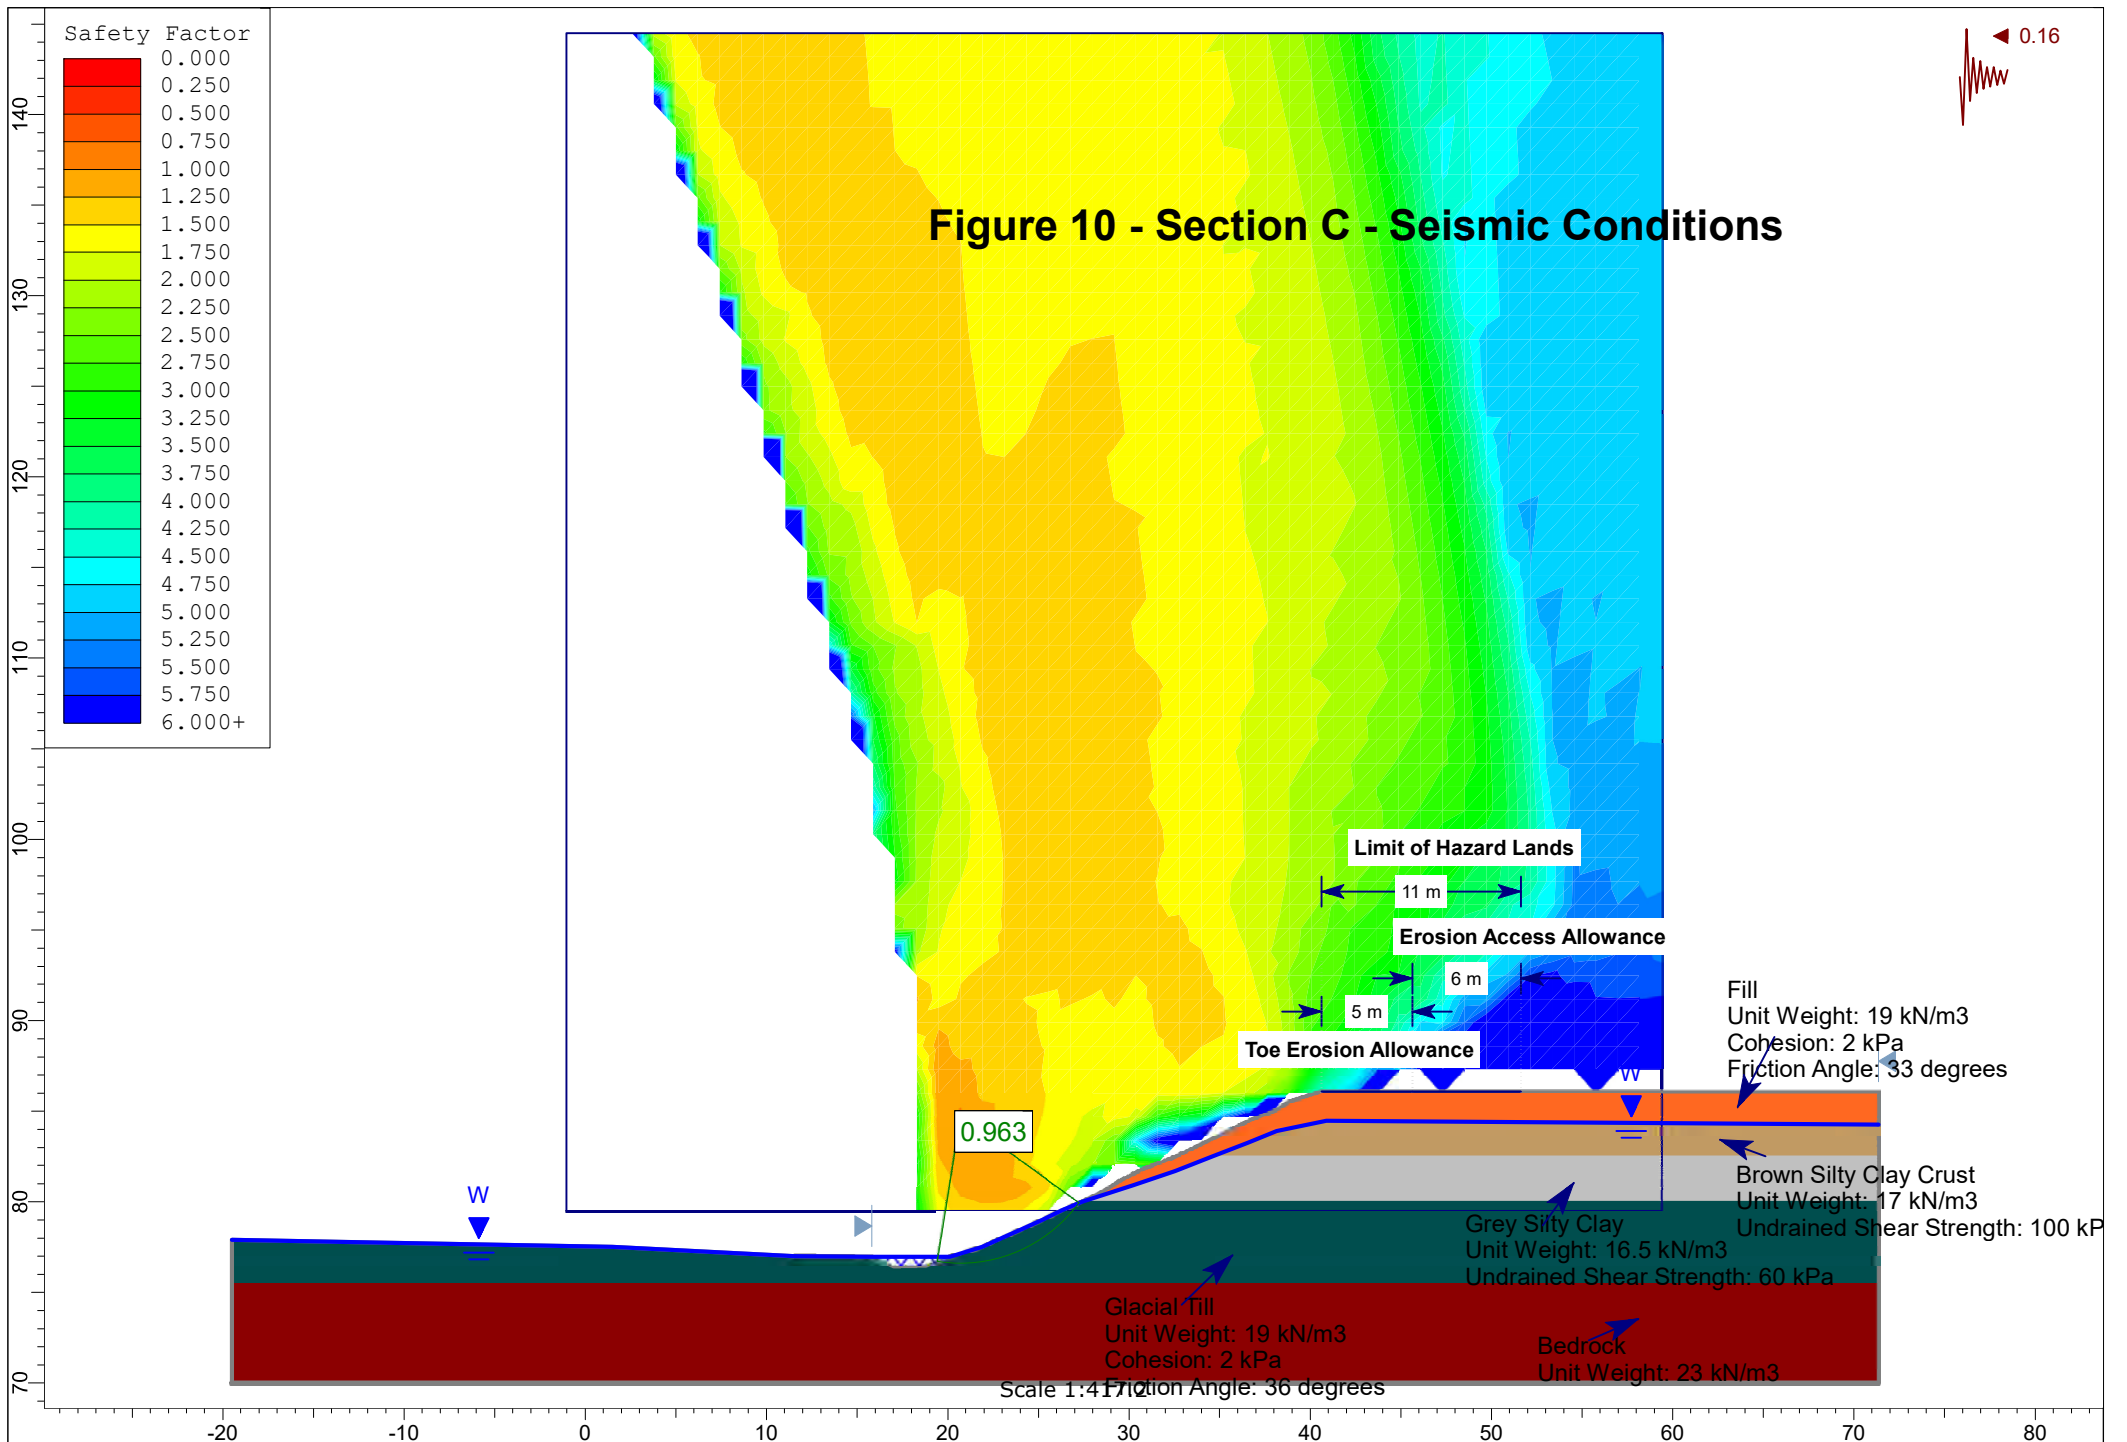 Safety Factor
0.000
0.250
0.500
0.750
1.000
1.250
1.500
1.750
2.000
2.250
2.500
2.750
3.000
3.250
3.500
3.750
4.000
4.250
4.500
4.750
5.000
5.250
5.500
5.750
6.000+
0.16
Figure 10 - Section C - Seismic Conditions
Limit of Hazard Lands
11 m
Erosion Access Allowance
6 m
5 m
Toe Erosion Allowance
Fill
Unit Weight: 19 kN/m3
Cohesion: 2 kPa
Friction Angle: 33 degrees
W
0.963
W
Brown Silty Clay Crust
Unit Weight: 17 kN/m3
Undrained Shear Strength: 100 kP
Grey Silty Clay
Unit Weight: 16.5 kN/m3
Undrained Shear Strength: 60 kPa
Glacial Till
Unit Weight: 19 kN/m3
Cohesion: 2 kPa
Friction Angle: 36 degrees
Bedrock
Unit Weight: 23 kN/m3
Scale 1:417.2
140
130
120
110
100
90
80
70
-20 -10 0 10 20 30 40 50 60 70 80